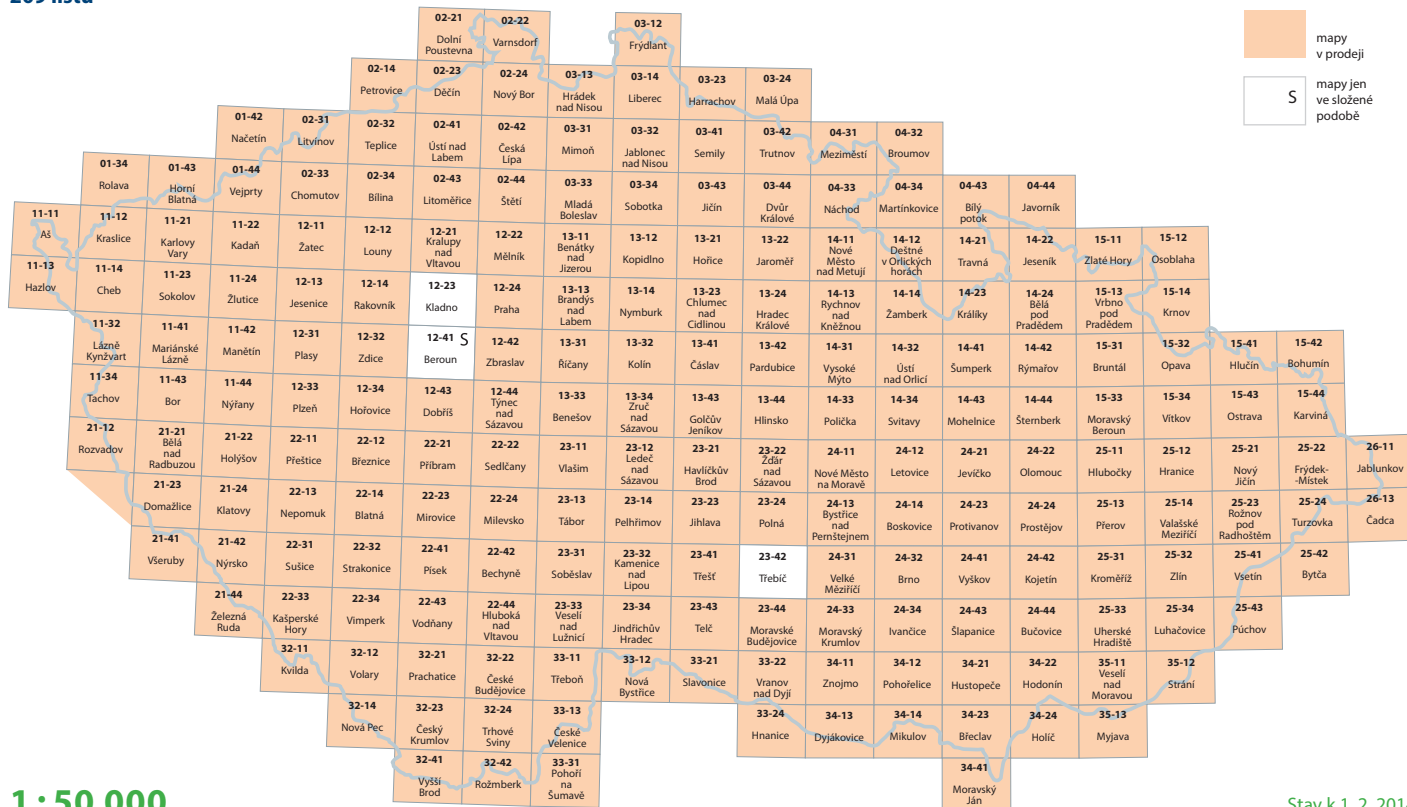 02-21
Dolní
Poustevna
02-22
Varnsdorf
03-12
Frýdlant
mapy
v prodeji
S
mapy jen
ve složené
podobě
02-14
Petrovice
02-23
Děčín
02-24
Nový Bor
03-13
Hrádek
nad Nisou
03-14
Liberec
03-23
Harrachov
03-24
Malá Úpa
01-42
Načetín
02-31
Litvínov
02-32
Teplice
02-41
Ústí nad
Labem
02-42
Česká
Lípa
03-31
Mimoň
03-32
Jablonec
nad Nisou
03-41
Semily
03-42
Trutnov
04-31
Meziměstí
04-32
Broumov
01-34
Rolava
01-43
Horní
Blatná
01-44
Vejprty
02-33
Chomutov
02-34
Bílina
02-43
Litoměřice
02-44
Štětí
03-33
Mladá
Boleslav
03-34
Sobotka
03-43
Jičín
03-44
Dvůr
Králové
04-33
Náchod
04-34
Martínkovice
04-43
Bílý
potok
04-44
Javorník
11-11
Aš
11-12
Kraslice
11-21
Karlovy
Vary
11-22
Kadaň
12-11
Žatec
12-12
Louny
12-21
Kralupy
nad
Vltavou
12-22
Mělník
13-11
Benátky
nad
Jizerou
13-12
Kopidlno
13-21
Hořice
13-22
Jaroměř
14-11
Nové
Město
nad Metují
14-12
Deštné
v Orlických
horách
14-21
Travná
14-22
Jeseník
15-11
Zlaté Hory
15-12
Osoblaha
11-13
Hazlov
11-14
Cheb
11-23
Sokolov
11-24
Žlutice
12-13
Jesenice
12-14
Rakovník
12-23
Kladno
12-24
Praha
13-13
Brandýs
nad
Labem
13-14
Nymburk
13-23
Chlumec
nad
Cidlinou
13-24
Hradec
Králové
14-13
Rychnov
nad
Kněžnou
14-14
Žamberk
14-23
Králíky
14-24
Bělá
pod
Pradědem
15-13
Vrbno
pod
Pradědem
15-14
Krnov
11-32
Lázně
Kynžvart
11-41
Mariánské
Lázně
11-42
Manětín
12-31
Plasy
12-32
Zdice
12-41 S
Beroun
12-42
Zbraslav
13-31
Říčany
13-32
Kolín
13-41
Čáslav
13-42
Pardubice
14-31
Vysoké
Mýto
14-32
Ústí
nad Orlicí
14-41
Šumperk
14-42
Rýmařov
15-31
Bruntál
15-32
Opava
15-41
Hlučín
15-42
Bohumín
11-34
Tachov
11-43
Bor
11-44
Nýřany
12-33
Plzeň
12-34
Hořovice
12-43
Dobříš
12-44
Týnec
nad
Sázavou
13-33
Benešov
13-34
Zruč
nad
Sázavou
13-43
Golčův
Jeníkov
13-44
Hlinsko
14-33
Polička
14-34
Svitavy
14-43
Mohelnice
14-44
Šternberk
15-33
Moravský
Beroun
15-34
Vítkov
15-43
Ostrava
15-44
Karviná
21-12
Rozvadov
21-21
Bělá
nad
Radbuzou
21-22
Holýšov
22-11
Přeštice
22-12
Březnice
22-21
Příbram
22-22
Sedlčany
23-11
Vlašim
23-12
Ledeč
nad
Sázavou
23-21
Havlíčkův
Brod
23-22
Žďár
nad
Sázavou
24-11
Nové Město
na Moravě
24-12
Letovice
24-21
Jevíčko
24-22
Olomouc
25-11
Hlubočky
25-12
Hranice
25-21
Nový
Jičín
25-22
Frýdek-
-Místek
26-11
Jablunkov
21-23
Domažlice
21-24
Klatovy
22-13
Nepomuk
22-14
Blatná
22-23
Mirovice
22-24
Milevsko
23-13
Tábor
23-14
Pelhřimov
23-23
Jihlava
23-24
Polná
24-13
Bystřice
nad
Pernštejnem
24-14
Boskovice
24-23
Protivanov
24-24
Prostějov
25-13
Přerov
25-14
Valašské
Meziříčí
25-23
Rožnov
pod
Radhoštěm
25-24
Turzovka
26-13
Čadca
21-41
Všeruby
21-42
Nýrsko
22-31
Sušice
22-32
Strakonice
22-41
Písek
22-42
Bechyně
23-31
Soběslav
23-32
Kamenice
nad
Lipou
23-41
Třešť
23-42
Třebíč
24-31
Velké
Meziříčí
24-32
Brno
24-41
Vyškov
24-42
Kojetín
25-31
Kroměříž
25-32
Zlín
25-41
Vsetín
25-42
Bytča
21-44
Železná
Ruda
22-33
Kašperské
Hory
22-34
Vimperk
22-43
Vodňany
22-44
Hluboká
nad
Vltavou
23-33
Veselí
nad
Lužnicí
23-34
Jindřichův
Hradec
23-43
Telč
23-44
Moravské
Budějovice
24-33
Moravský
Krumlov
24-34
Ivančice
24-43
Šlapanice
24-44
Bučovice
25-33
Uherské
Hradiště
25-34
Luhačovice
25-43
Púchov
32-11
Kvilda
32-12
Volary
32-21
Prachatice
32-22
České
Budějovice
33-11
Třeboň
33-12
Nová
Bystřice
33-21
Slavonice
33-22
Vranov
nad Dyjí
34-11
Znojmo
34-12
Pohořelice
34-21
Hustopeče
34-22
Hodonín
35-11
Veselí
nad
Moravou
35-12
Strání
32-14
Nová Pec
32-23
Český
Krumlov
32-24
Trhové
Sviny
33-13
České
Velenice
33-24
Hnanice
34-13
Dyjákovice
34-14
Mikulov
34-23
Břeclav
34-24
Holíč
35-13
Myjava
32-41
Vyšší
Brod
32-42
Rožmberk
33-31
Pohoří
na
Šumavě
34-41
Moravský
Ján
1 : 50 000